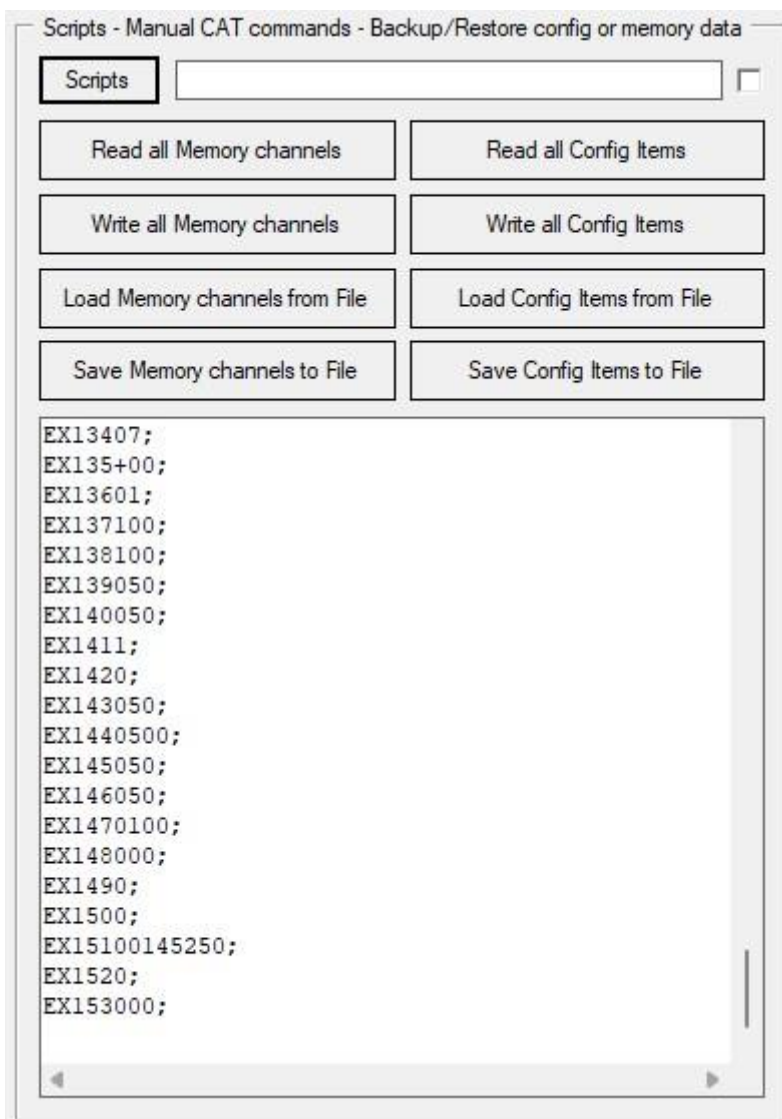 Scripts - Manual CAT commands - Backup/Restore config or memory data
Scripts
Read all Memory channels Read all Config Items
Write all Memory channels Write all Config Items
Load Memory channels from File Load Config Items from File
Save Memory channels to File Save Config Items to File
EX13407;
EX135+00;
EX13601;
EX137100;
EX138100;
EX139050;
EX140050;
EX1411;
EX1420;
EX143050;
EX1440500;
EX145050;
EX146050;
EX1470100;
EX148000;
EX1490;
EX1500;
EX15100145250;
EX1520;
EX153000;